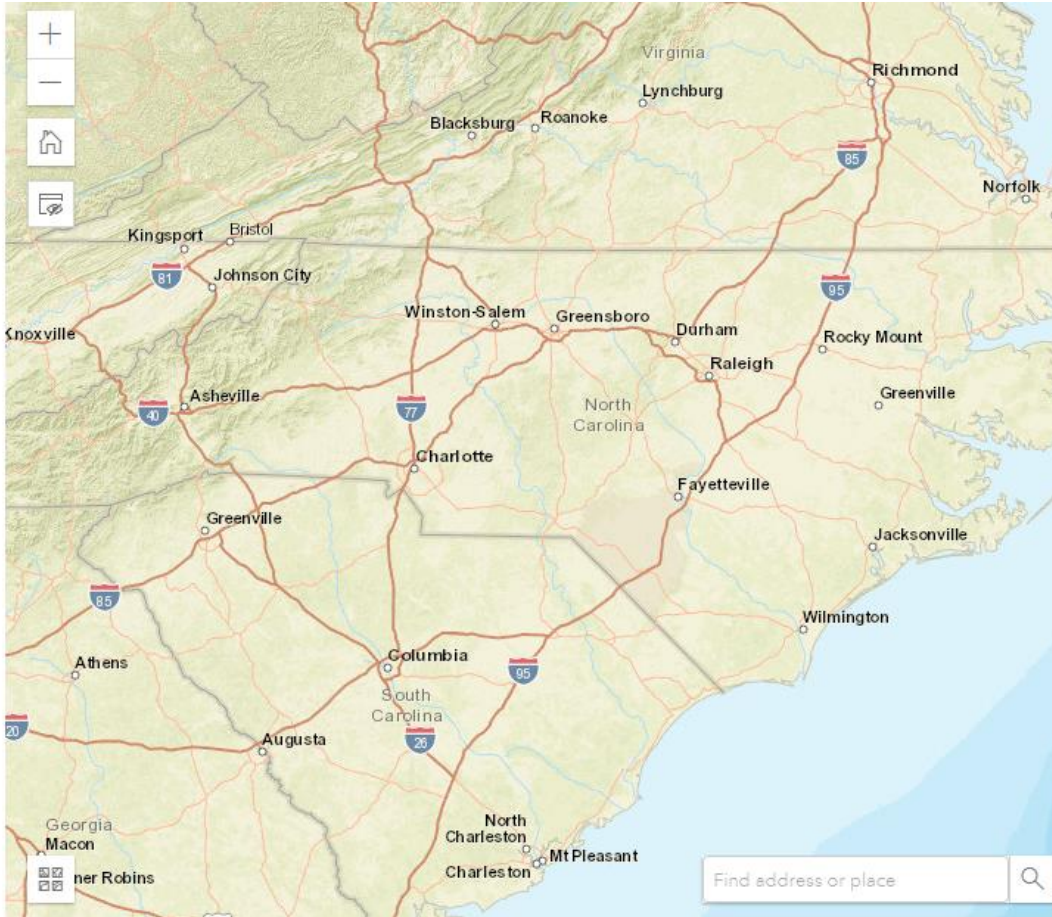 Virginia
Richmond
Lynchburg
Roanoke
Blacksburg
85
Norfolk
Kingsport
Bristol
81
Johnson City
95
Knoxville
Winston-Salem
Greensboro
Durham
Rocky Mount
Raleigh
Asheville
40
77
North
Carolina
Greenville
Charlotte
Fayetteville
Greenville
Jacksonville
85
Wilmington
Athens
Columbia
95
South
Carolina
20
26
Augusta
Georgia
Macon
North
Charleston
Mt Pleasant
Charleston
ner Robins
Find address or place